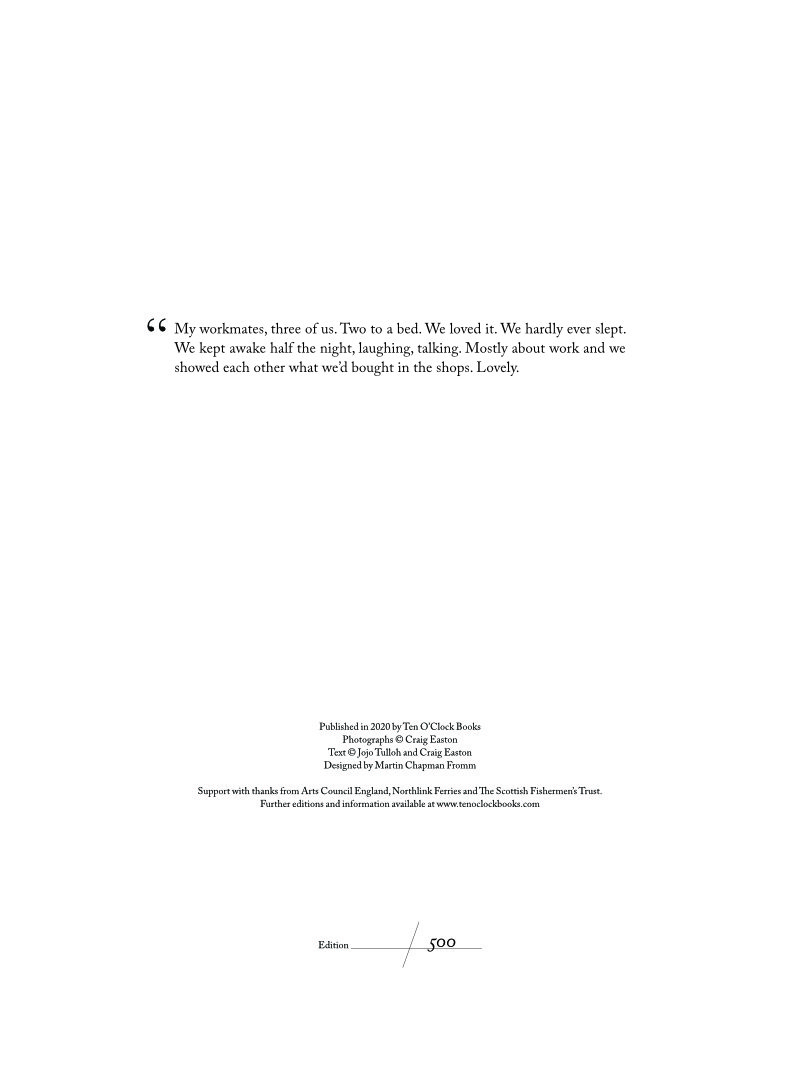 “ My workmates, three of us. Two to a bed. We loved it. We hardly ever slept.
We kept awake half the night, laughing, talking. Mostly about work and we
showed each other what we’d bought in the shops. Lovely.
Published in 2020 by Ten O’Clock Books
Photographs © Craig Easton
Text © Jojo Tulloh and Craig Easton
Designed by Martin Chapman Fromm
Support with thanks from Arts Council England, Northlink Ferries and The Scottish Fishermen’s Trust.
Further editions and information available at www.tenoclockbooks.com
Edition / 500